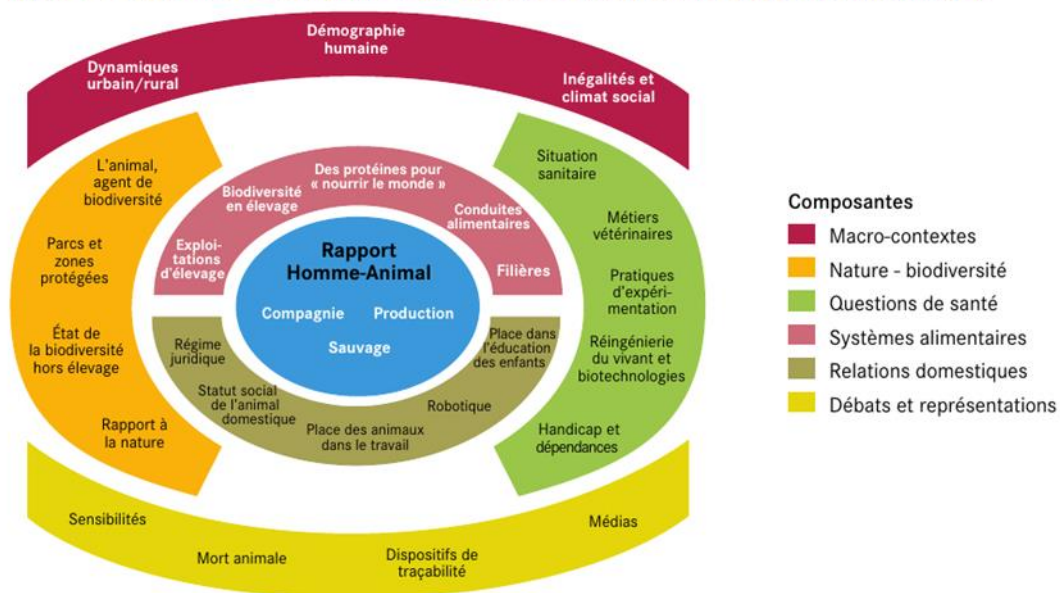 Démographie
humaine
Dynamiques
urbain/rural
Inégalités et
climat social
L'animal,
agent de
biodiversité
Parcs et
zones
protégées
État de
la biodiversité
hors élevage
Rapport à
la nature
Des protéines pour
« nourrir le monde »
Biodiversité
en élevage
Conduites
alimentaires
Exploi-
tations
d'élevage
Filières
Rapport
Homme-Animal
Compagnie
Production
Sauvage
Régime
juridique
Statut social
de l'animal
domestique
Place des animaux
dans le travail
Robotique
Place dans
l'éducation
des enfants
Situation
sanitaire
Métiers
vétérinaires
Pratiques
d'expéri-
mentation
Réingénierie
du vivant et
biotechnologies
Handicap et
dépendances
Sensibilités
Mort animale
Dispositifs de
traçabilité
Médias
Composantes
Macro-contextes
Nature - biodiversité
Questions de santé
Systèmes alimentaires
Relations domestiques
Débats et représentations